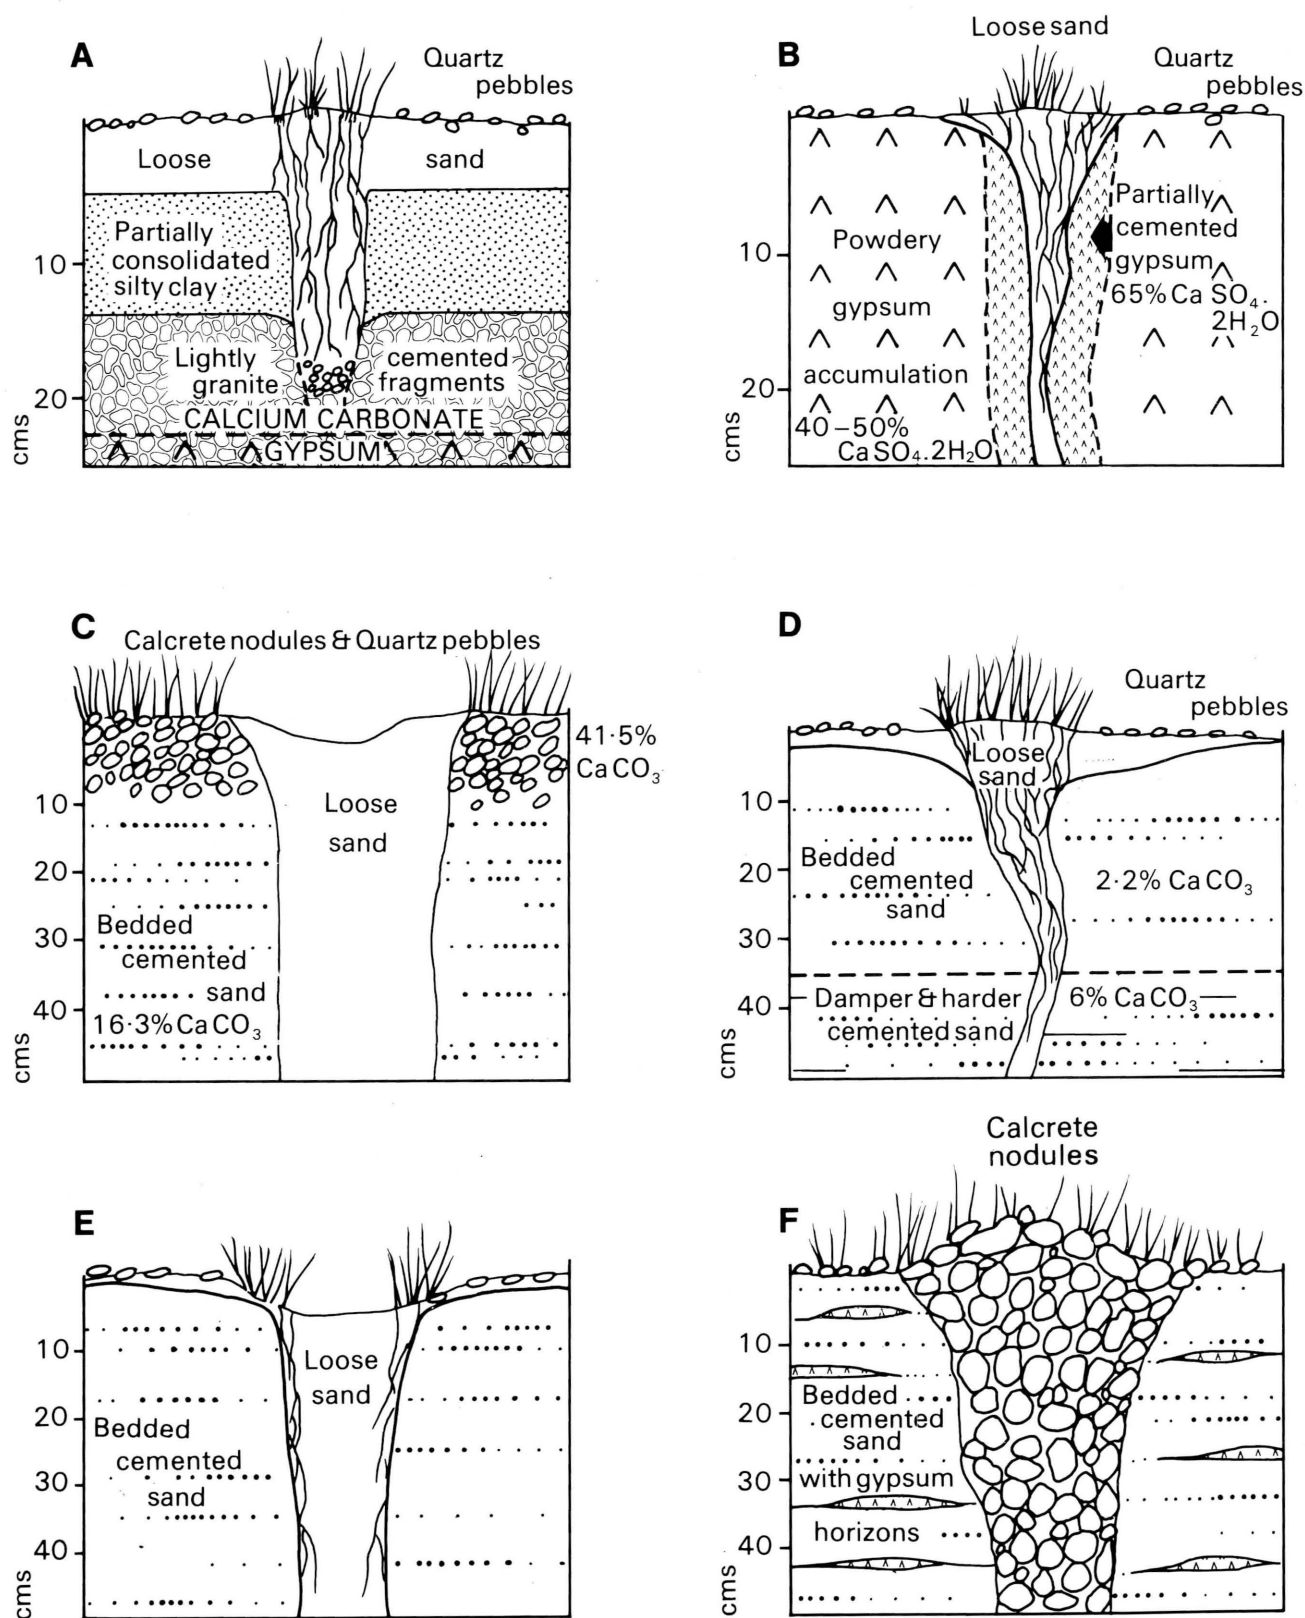 A
Quartz
pebbles
Loose sand
Partially
consolidated
silty clay
10
Lightly cemented
granite fragments
20
CALCIUM CARBONATE
GYPSUM
cms
B
Loose sand
Quartz
pebbles
Partially
cemented
gypsum
65% Ca SO₄.
2H₂O
10
Powdery
gypsum
accumulation
20
40–50%
CaSO₄.2H₂O
cms
C
Calcrete nodules & Quartz pebbles
41·5%
CaCO₃
10
Loose
sand
20
Bedded
30
cemented
sand
40
16·3% CaCO₃
cms
D
Quartz
pebbles
Loose
sand
10
Bedded
20
cemented
2·2% CaCO₃
sand
30
Damper & harder
6% CaCO₃
40
cemented sand
cms
E
10
Loose
sand
20
Bedded
cemented
30
sand
40
cms
F
Calcrete
nodules
10
Bedded
20
cemented
sand
30
with gypsum
horizons
40
cms